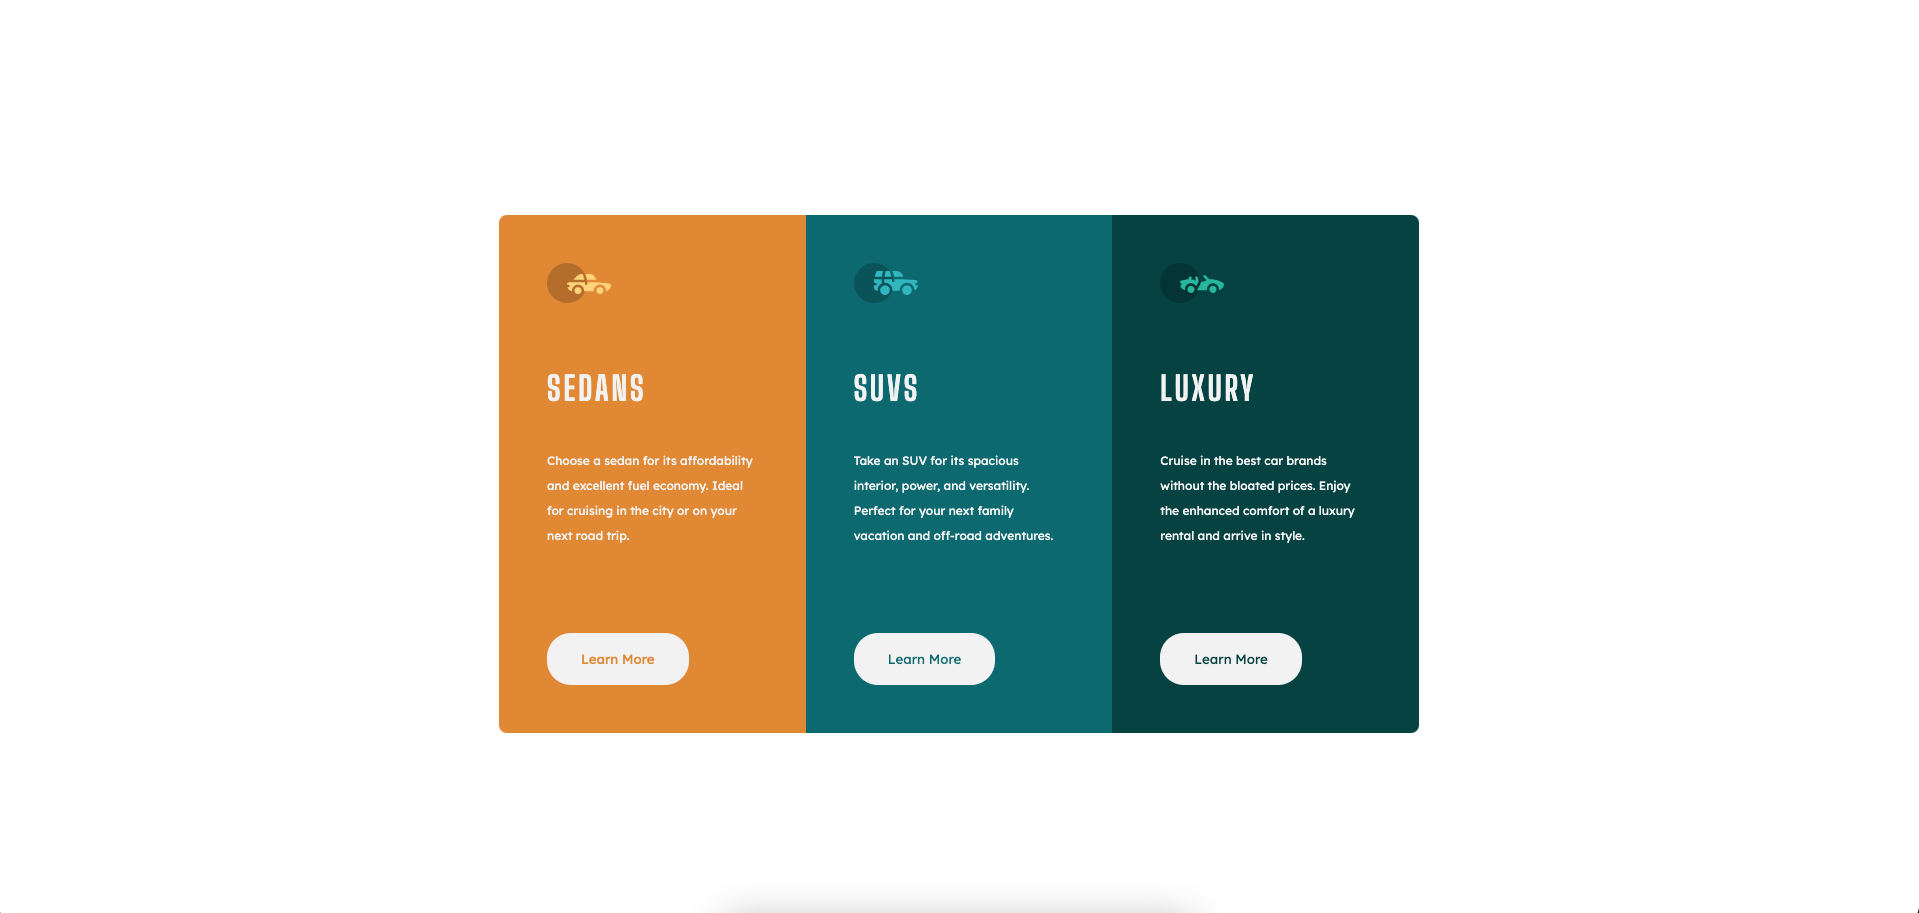 SEDANS
Choose a sedan for its affordability
and excellent fuel economy. Ideal
for cruising in the city or on your
next road trip.
Learn More
SUVS
Take an SUV for its spacious
interior, power, and versatility.
Perfect for your next family
vacation and off-road adventures.
Learn More
LUXURY
Cruise in the best car brands
without the bloated prices. Enjoy
the enhanced comfort of a luxury
rental and arrive in style.
Learn More